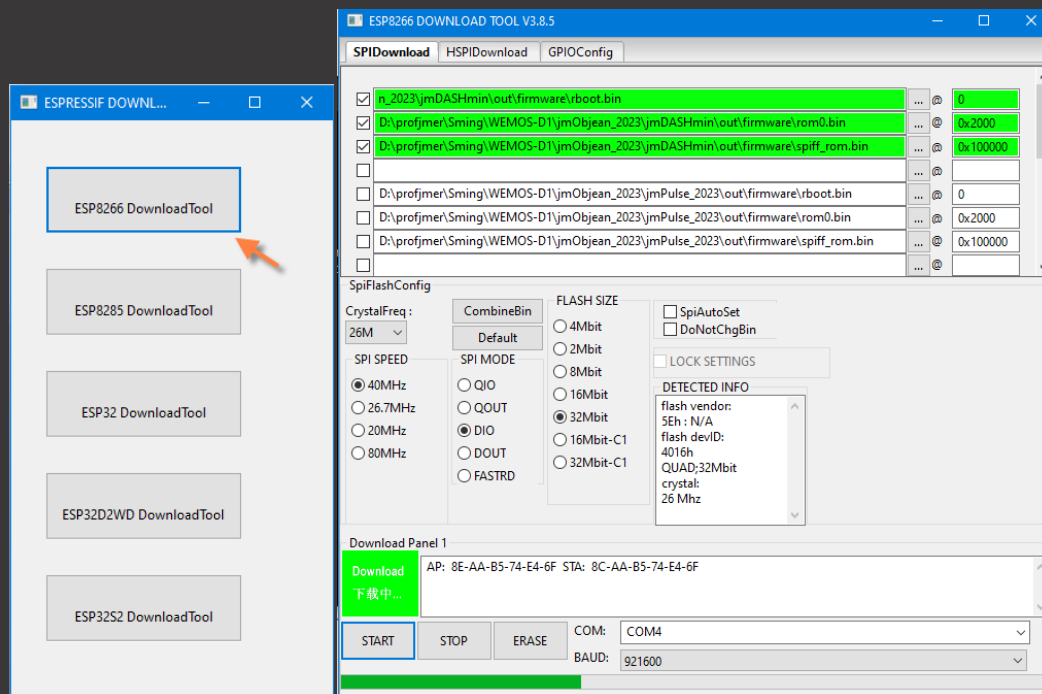 ESPRESSIF DOWNL...
ESP8266 DownloadTool
ESP8285 DownloadTool
ESP32 DownloadTool
ESP32D2WD DownloadTool
ESP32S2 DownloadTool
ESP8266 DOWNLOAD TOOL V3.8.5
SPIDownload HSPIDownload GPIOConfig
n_2023\jmDASHmin\out\firmware\rboot.bin ... @ 0
D:\profjmer\Sming\WEMOS-D1\jmObjean_2023\jmDASHmin\out\firmware\rom0.bin ... @ 0x2000
D:\profjmer\Sming\WEMOS-D1\jmObjean_2023\jmDASHmin\out\firmware\spiff_rom.bin ... @ 0x100000
... @
D:\profjmer\Sming\WEMOS-D1\jmObjean_2023\jmPulse_2023\out\firmware\rboot.bin ... @ 0
D:\profjmer\Sming\WEMOS-D1\jmObjean_2023\jmPulse_2023\out\firmware\rom0.bin ... @ 0x2000
D:\profjmer\Sming\WEMOS-D1\jmObjean_2023\jmPulse_2023\out\firmware\spiff_rom.bin ... @ 0x100000
... @
SpiFlashConfig
CrystalFreq :
26M
CombineBin
Default
SPI SPEED
40MHz
26.7MHz
20MHz
80MHz
SPI MODE
QIO
QOUT
DIO
DOUT
FASTRD
FLASH SIZE
4Mbit
2Mbit
8Mbit
16Mbit
32Mbit
16Mbit-C1
32Mbit-C1
SpiAutoSet
DoNotChgBin
LOCK SETTINGS
DETECTED INFO
flash vendor:
5Eh : N/A
flash devID:
4016h
QUAD;32Mbit
crystal:
26 Mhz
Download Panel 1
Download
下载中...
AP: 8E-AA-B5-74-E4-6F STA: 8C-AA-B5-74-E4-6F
START STOP ERASE
COM: COM4
BAUD: 921600